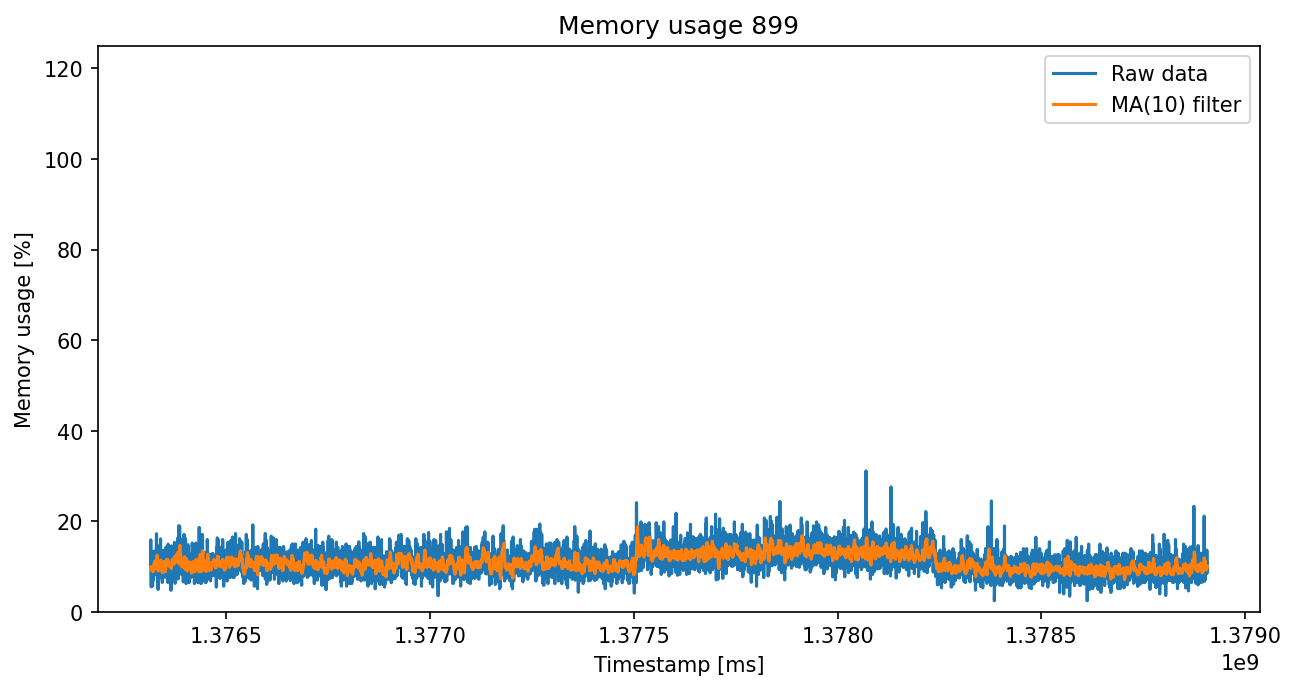 Memory usage 899
Raw data
MA(10) filter
Memory usage [%]
120
100
80
60
40
20
0
1.3765 1.3770 1.3775 1.3780 1.3785 1.3790
1e9
Timestamp [ms]